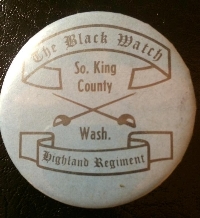 The Black Watch
So. King
County
Wash.
Highland Regiment